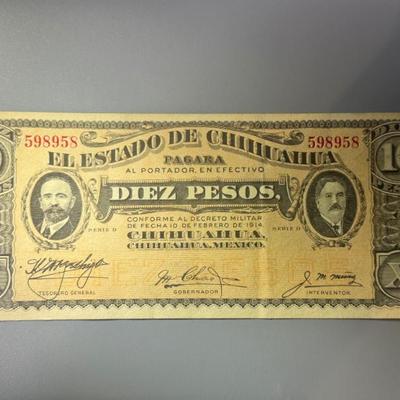 598958 598958
EL ESTADO DE CHIHUAHUA
PAGARA
AL PORTADOR, EN EFECTIVO
DIEZ PESOS.
CONFORME AL DECRETO MILITAR
SERIE D DE FECHA 10 DE FEBRERO DE 1914. SERIE D
CHIHUAHUA.
CHIHUAHUA, MEXICO.
TESORERO GENERAL GOBERNADOR INTERVENTOR